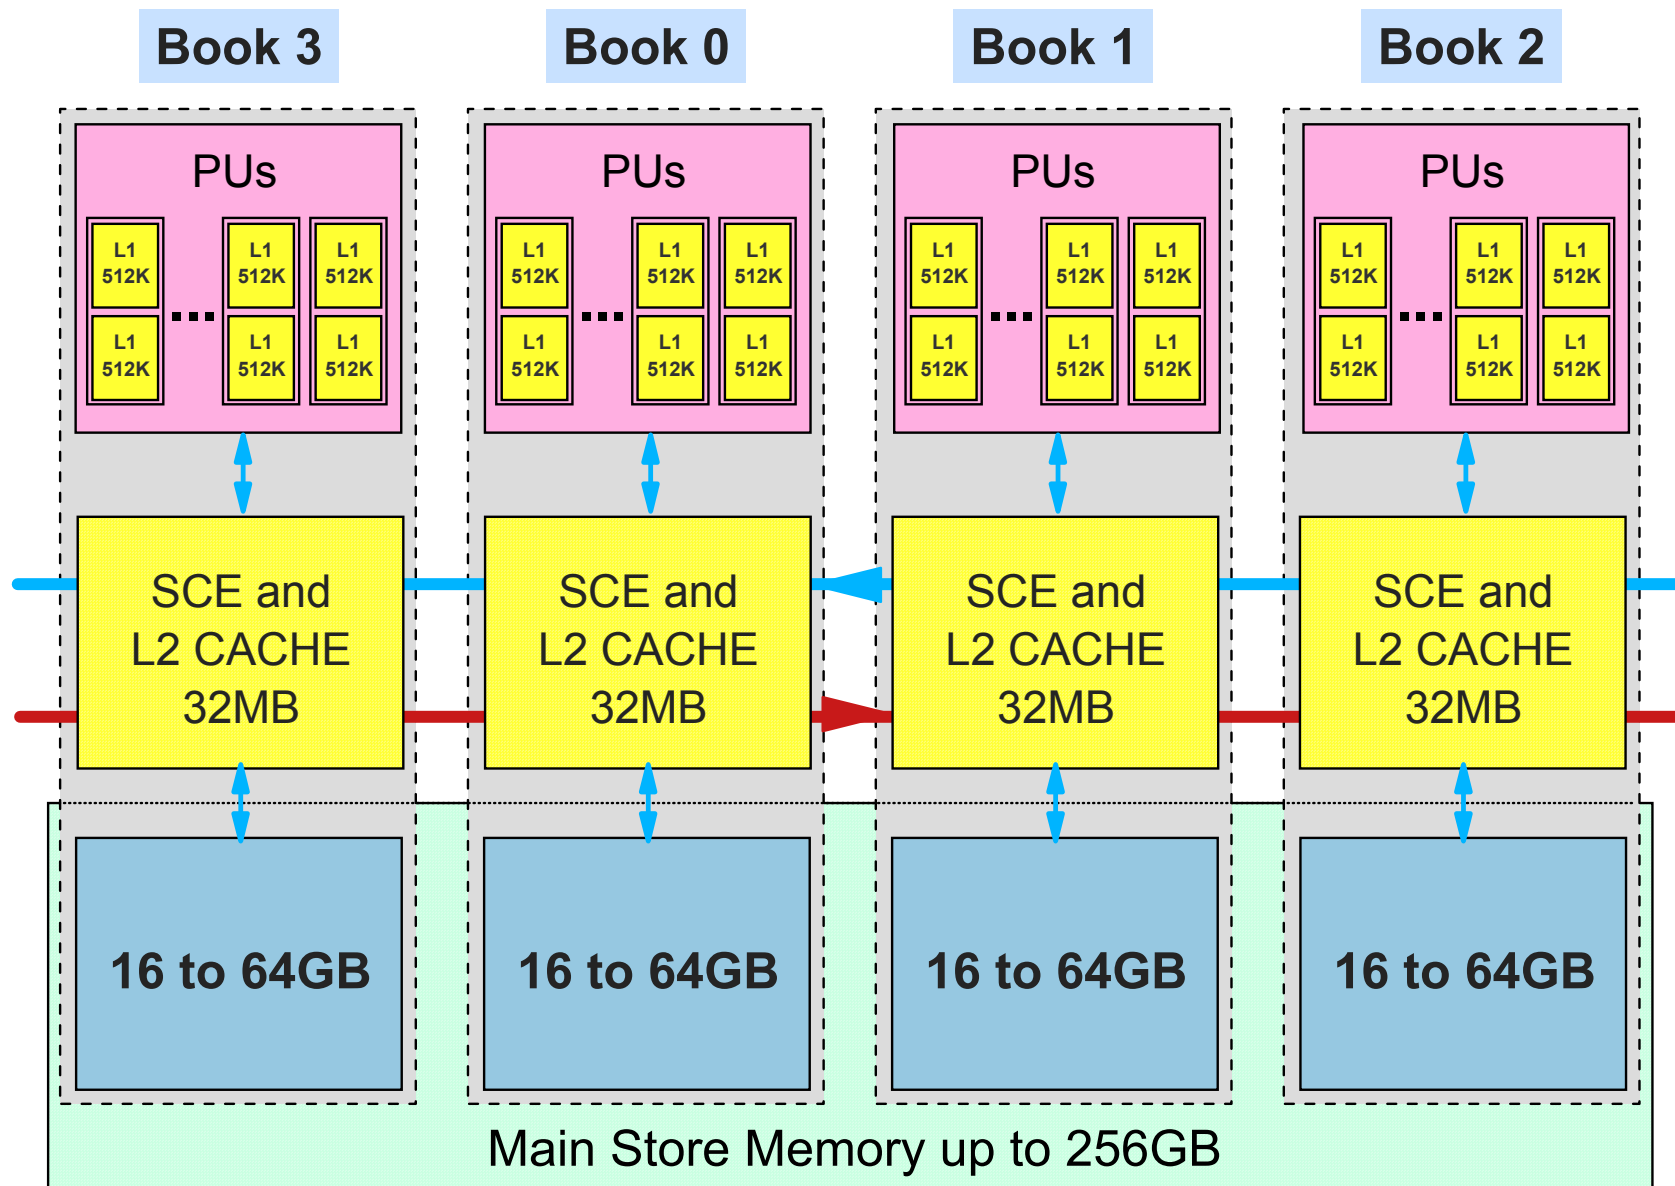 Book 3
Book 0
Book 1
Book 2
PUs
PUs
PUs
PUs
L1 L1 L1 L1 L1 L1 L1 L1 L1 L1 L1 L1
512K 512K 512K 512K 512K 512K 512K 512K 512K 512K 512K 512K
L1 L1 L1 L1 L1 L1 L1 L1 L1 L1 L1 L1
512K 512K 512K 512K 512K 512K 512K 512K 512K 512K 512K 512K
SCE and
L2 CACHE
32MB
SCE and
L2 CACHE
32MB
SCE and
L2 CACHE
32MB
SCE and
L2 CACHE
32MB
16 to 64GB
16 to 64GB
16 to 64GB
16 to 64GB
Main Store Memory up to 256GB